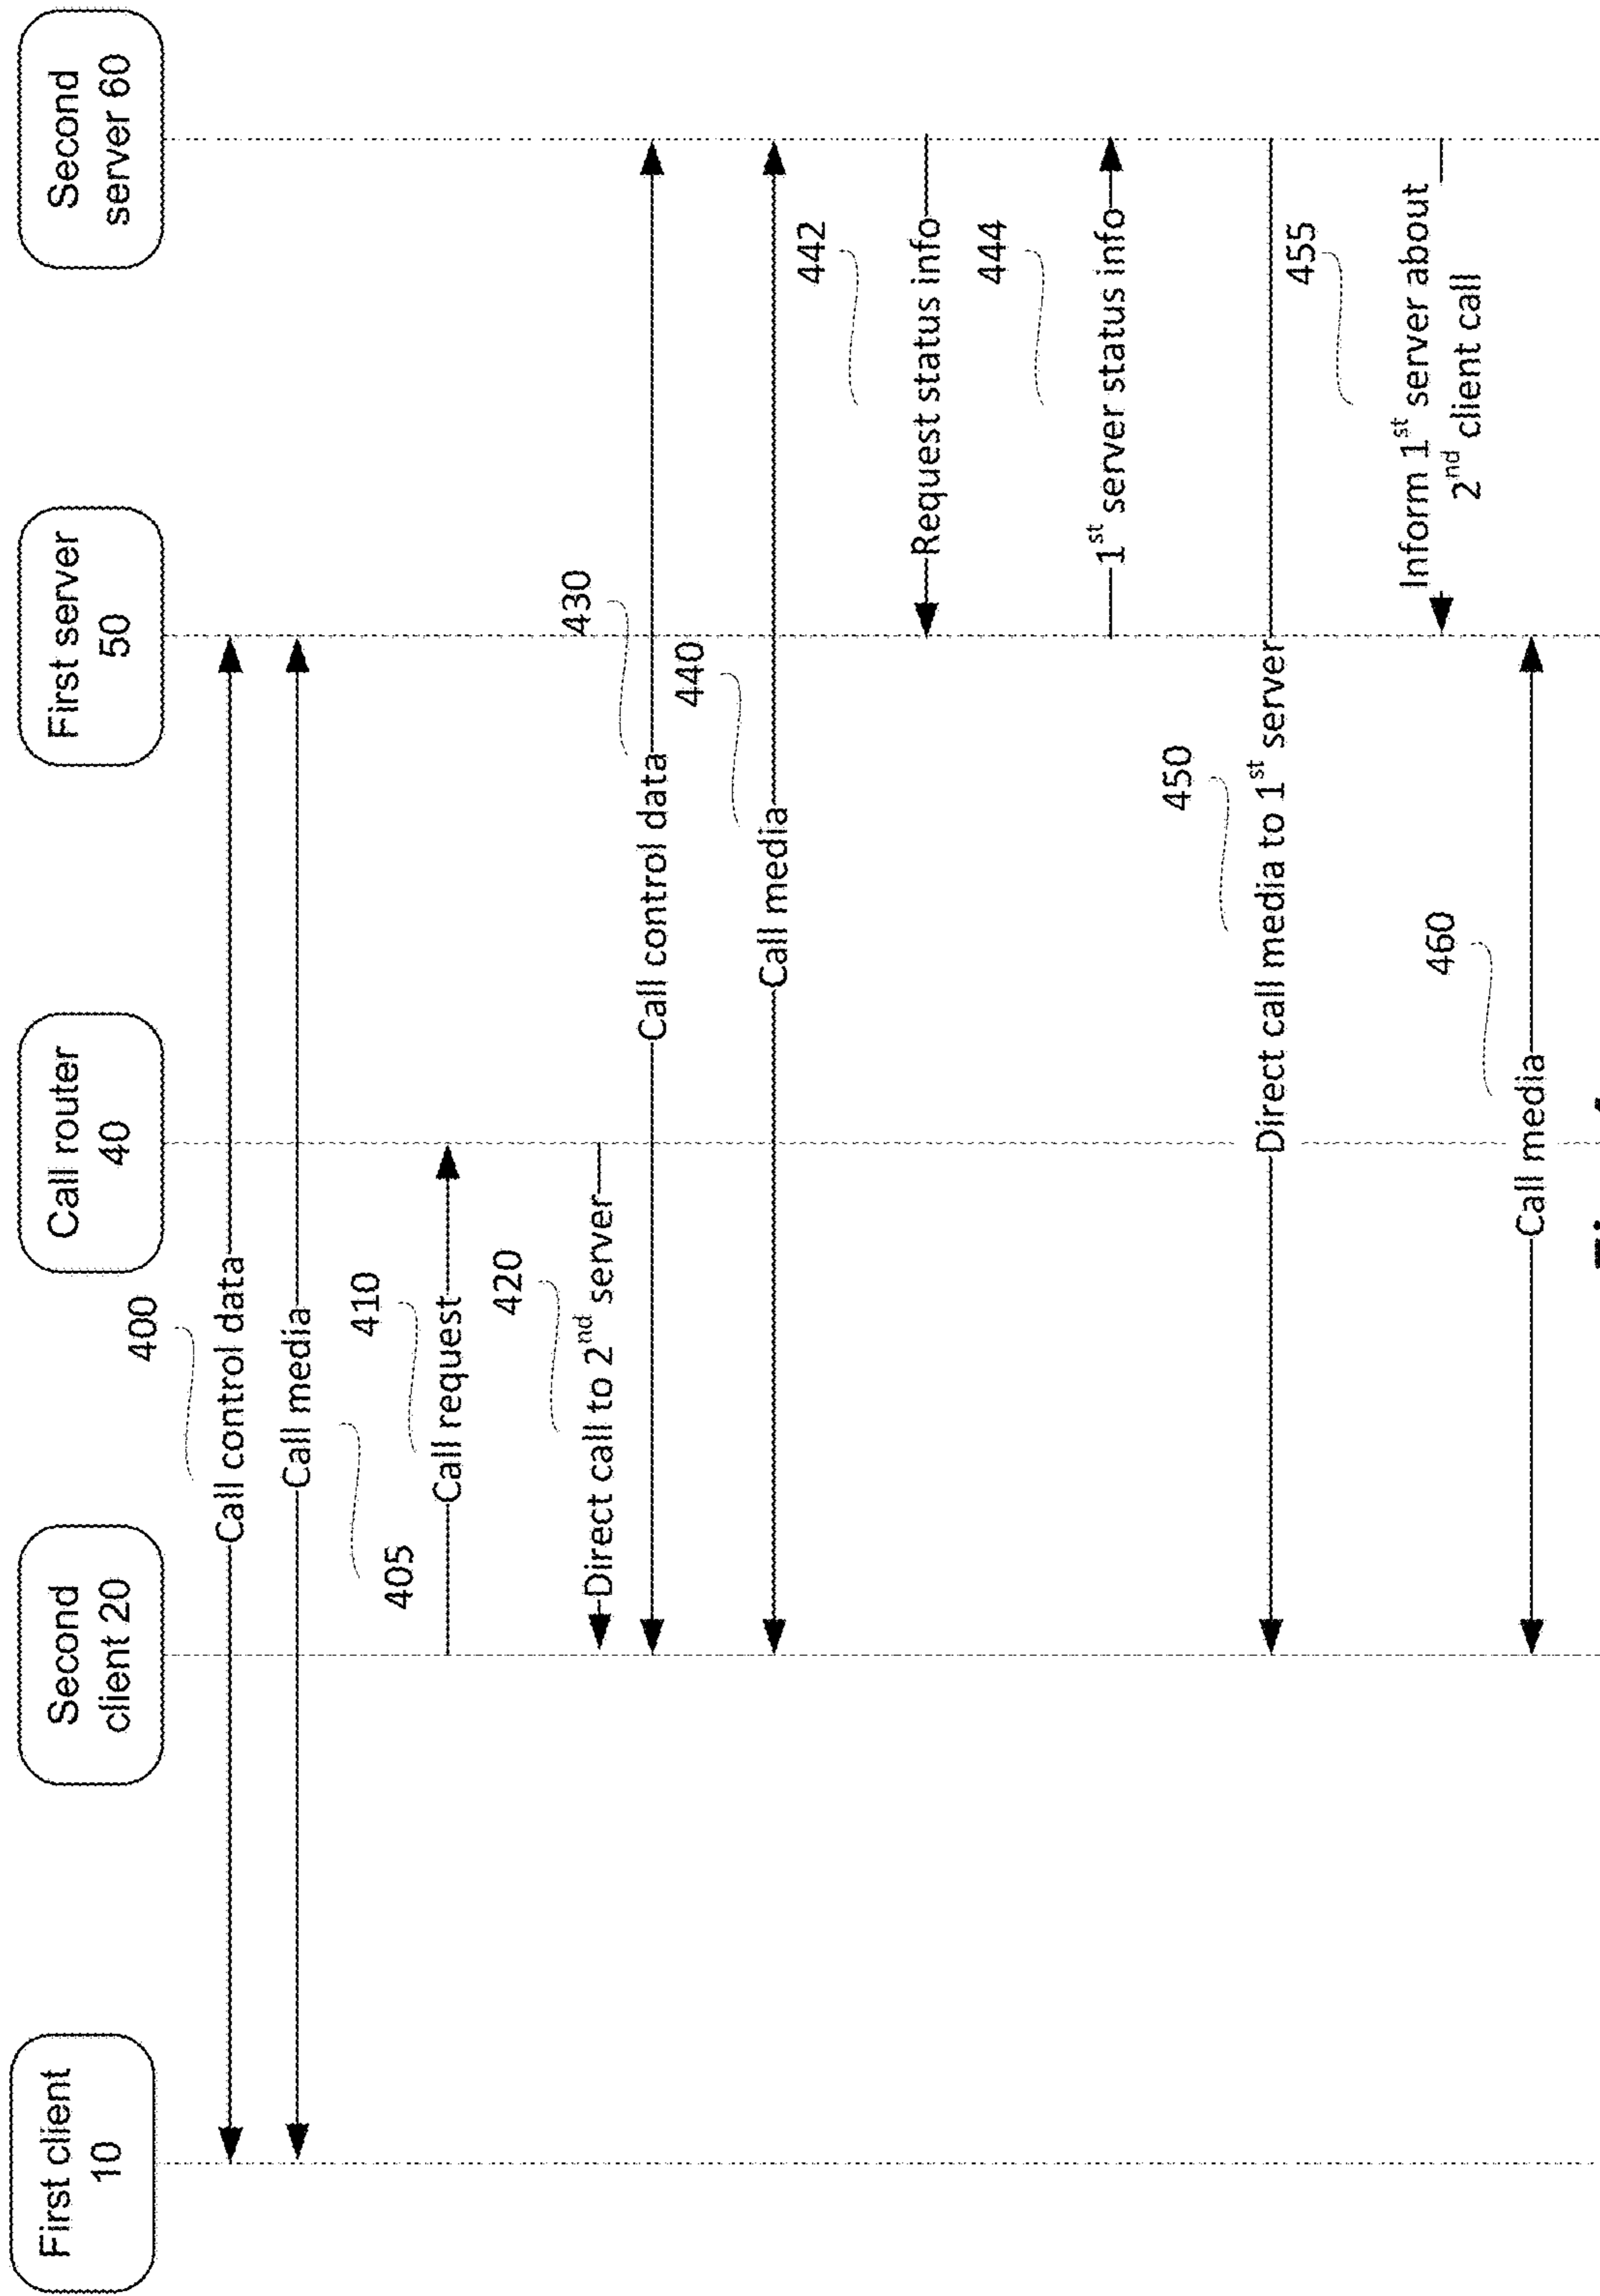 First client
10
Second
client 20
Call router
40
First server
50
Second
server 60
400
Call control data
Call media
405
410
Call request
420
Direct call to 2nd server
430
Call control data
440
Call media
442
Request status info
444
1st server status info
450
Direct call media to 1st server
455
Inform 1st server about
2nd client call
460
Call media